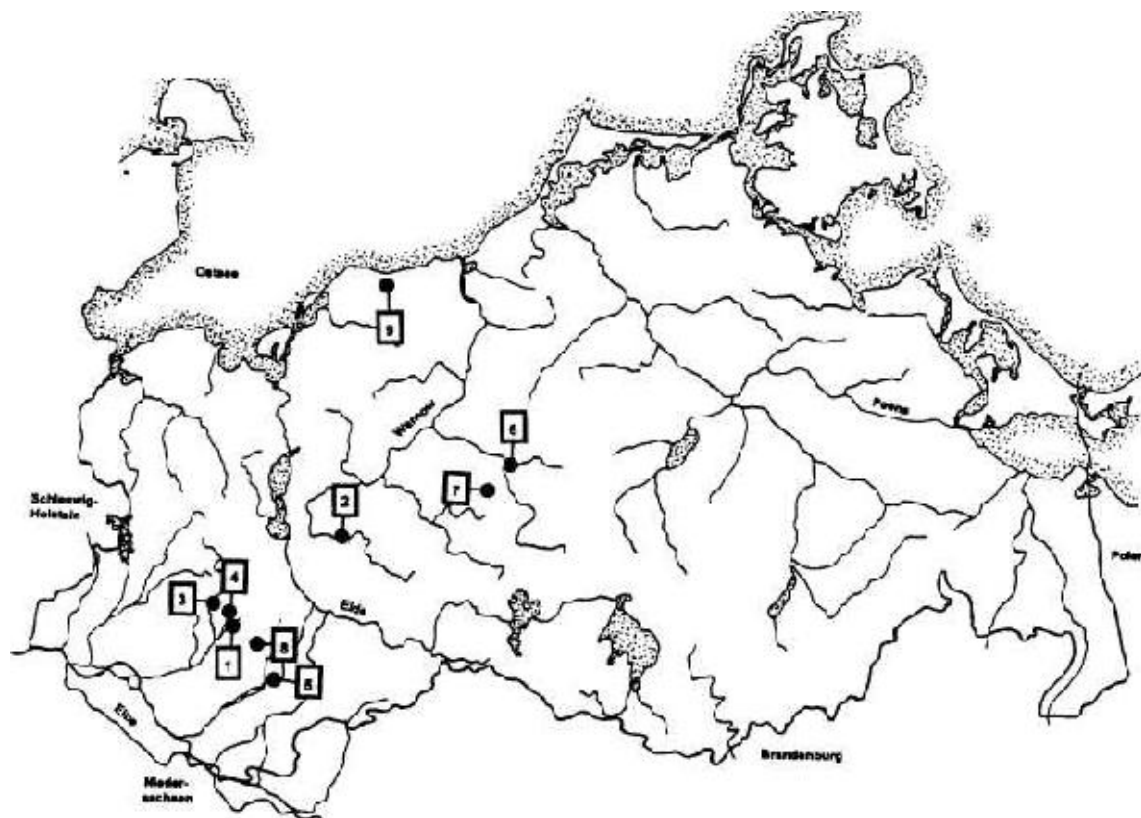 Ostsee
9
Warnow
Peene
6
7
2
Schleswig-
Holstein
Polen
4
3
Elde
8
1
5
Elbe
Brandenburg
Nieder-
sachsen